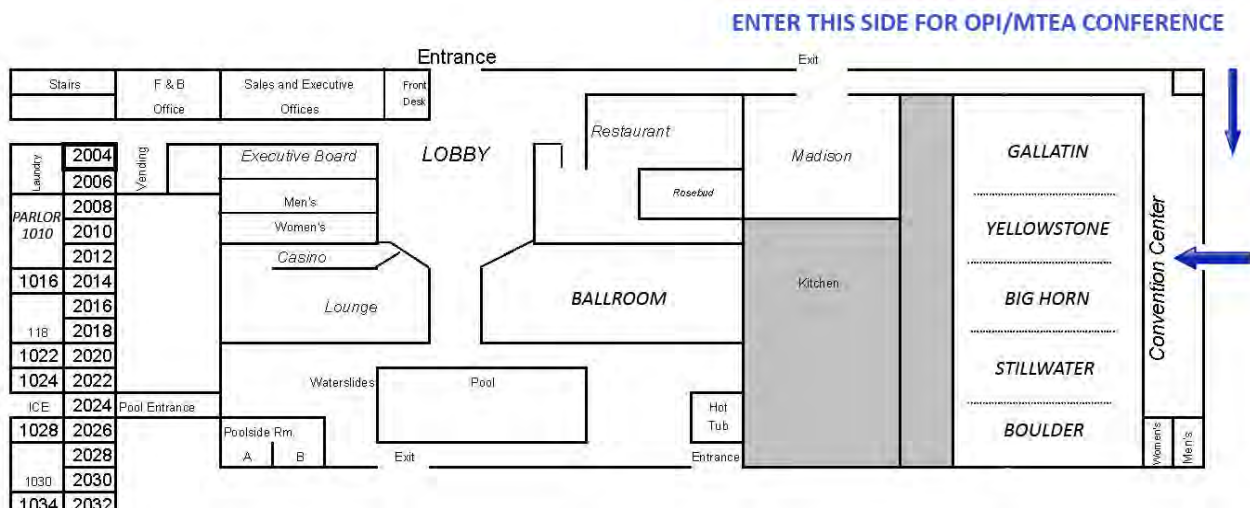 ENTER THIS SIDE FOR OPI/MTEA CONFERENCE
Entrance
Exit
Stairs
F & B
Office
Sales and Executive
Offices
Front
Desk
Laundry
2004
2006
Vending
Executive Board
LOBBY
Restaurant
Rosebud
Madison
GALLATIN
PARLOR
1010
2008
2010
2012
Men's
Women's
Casino
YELLOWSTONE
Convention Center
1016
2014
2016
118
2018
Lounge
BALLROOM
Kitchen
BIG HORN
1022
2020
1024
2022
Waterslides
Pool
STILLWATER
ICE
2024
Pool Entrance
Hot
Tub
1028
2026
Poolside Rm.
A
B
2028
Exit
Entrance
BOULDER
Women's
Men's
1030
2030
1034
2032